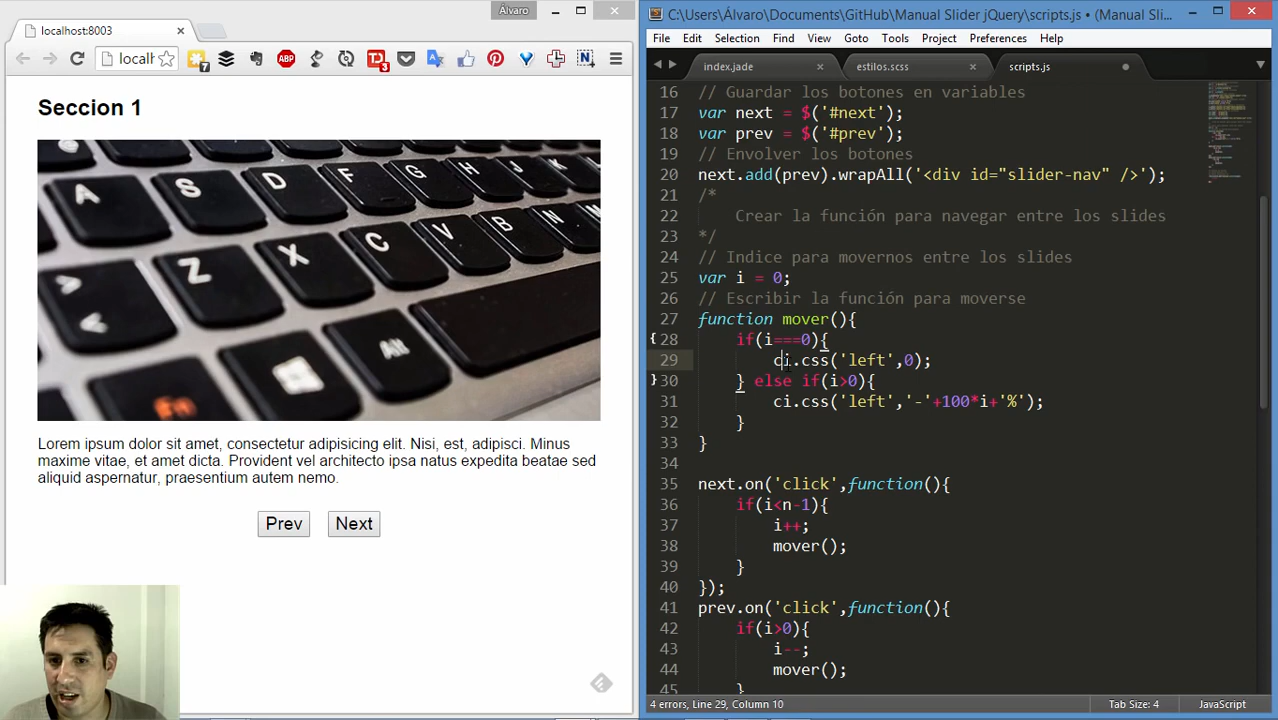 Álvaro
localhost:8003
localh
7
ABP
3
Seccion 1
A S D F G H
Z X C V B N
Fn Alt
Lorem ipsum dolor sit amet, consectetur adipisicing elit. Nisi, est, adipisci. Minus
maxime vitae, et amet dicta. Provident vel architecto ipsa natus expedita beatae sed
aliquid aspernatur, praesentium autem nemo.
Prev Next
C:\Users\Álvaro\Documents\GitHub\Manual Slider jQuery\scripts.js • (Manual Sli...
File Edit Selection Find View Goto Tools Project Preferences Help
index.jade estilos.scss scripts.js
16 // Guardar los botones en variables
17 var next = $('#next');
18 var prev = $('#prev');
19 // Envolver los botones
20 next.add(prev).wrapAll('<div id="slider-nav" />');
21 /*
22 Crear la función para navegar entre los slides
23 */
24 // Indice para movernos entre los slides
25 var i = 0;
26 // Escribir la función para moverse
27 function mover(){
28 if(i===0){
29 ci.css('left',0);
30 } else if(i>0){
31 ci.css('left','-'+100*i+'%');
32 }
33 }
34
35 next.on('click',function(){
36 if(i<n-1){
37 i++;
38 mover();
39 }
40 });
41 prev.on('click',function(){
42 if(i>0){
43 i--;
44 mover();
45 }
4 errors, Line 29, Column 10
Tab Size: 4
JavaScript